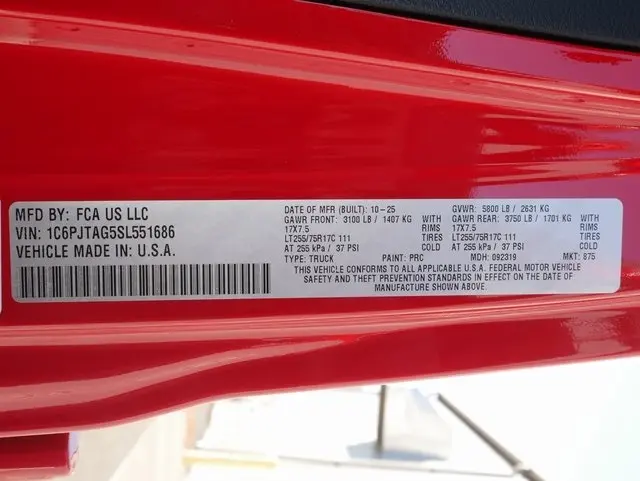 MFD BY: FCA US LLC
VIN: 1C6PJTAG5SL551686
VEHICLE MADE IN U.S.A.
DATE OF MFR (BUILT): 10-25 GVWR: 5800 LB / 2631 KG
GAWR FRONT: 3100 LB / 1407 KG WITH GAWR REAR: 3750 LB / 1701 KG WITH
17X7.5 RIMS 17X7.5 RIMS
LT255/75R17C 111 TIRES LT255/75R17C 111 TIRES
AT 255 kPa / 37 PSI COLD AT 255 kPa / 37 PSI COLD
TYPE: TRUCK PAINT: PRC MDH: 092319 MKT: 875
THIS VEHICLE CONFORMS TO ALL APPLICABLE U.S.A. FEDERAL MOTOR VEHICLE
SAFETY AND THEFT PREVENTION STANDARDS IN EFFECT ON THE DATE OF
MANUFACTURE SHOWN ABOVE.